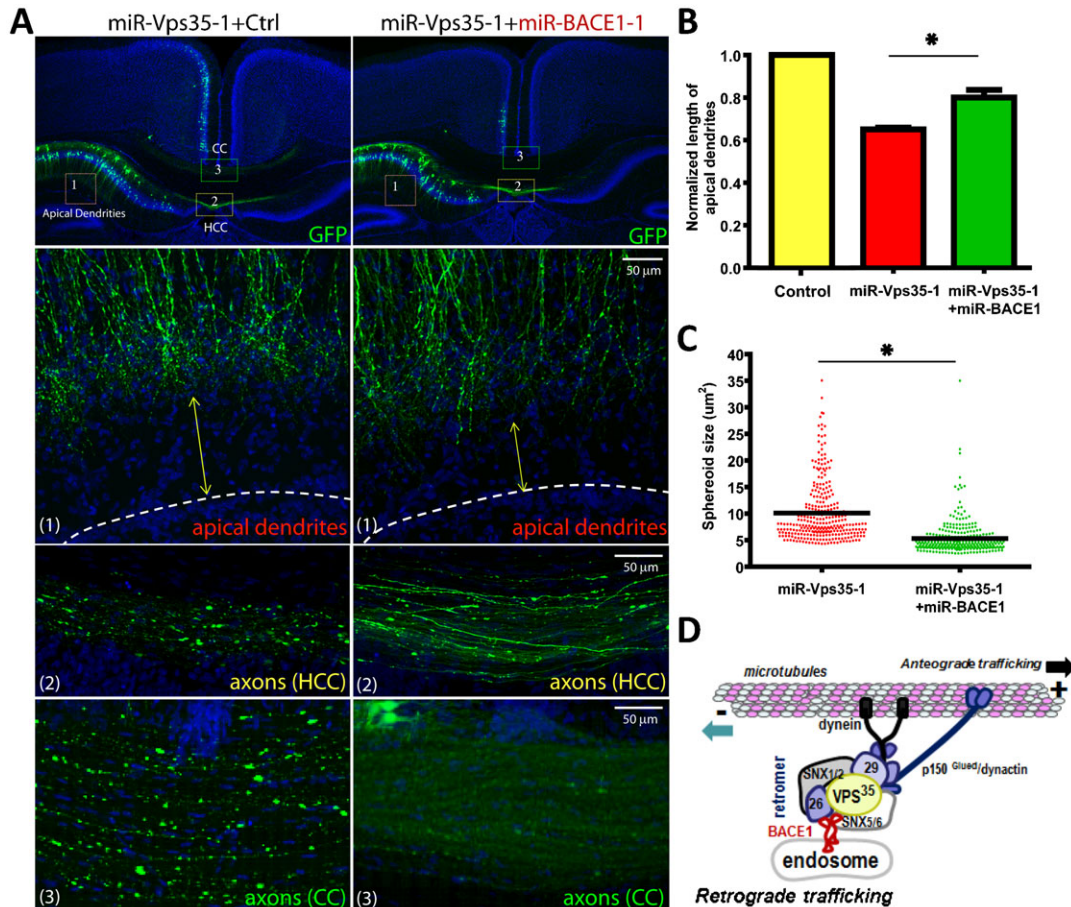 A
miR-Vps35-1+Ctrl
miR-Vps35-1+miR-BACE1-1
CC
3
1
Apical Dendrities
2
HCC
GFP
3
1
2
GFP
50 µm
(1)
apical dendrites
(1)
apical dendrites
50 µm
(2)
axons (HCC)
(2)
axons (HCC)
50 µm
(3)
axons (CC)
(3)
axons (CC)
B
Normalized length of
apical dendrites
1.0
0.8
0.6
0.4
0.2
0.0
*
Control
miR-Vps35-1
miR-Vps35-1
+miR-BACE1
C
Sphereoid size (um²)
40
35
30
25
20
15
10
5
0
*
miR-Vps35-1
miR-Vps35-1
+miR-BACE1
D
Anteograde trafficking
microtubules
+
-
dynein
p150 Glued/dynactin
retromer
SNX1/2
29
VPS35
26
SNX5/6
BACE1
endosome
Retrograde trafficking